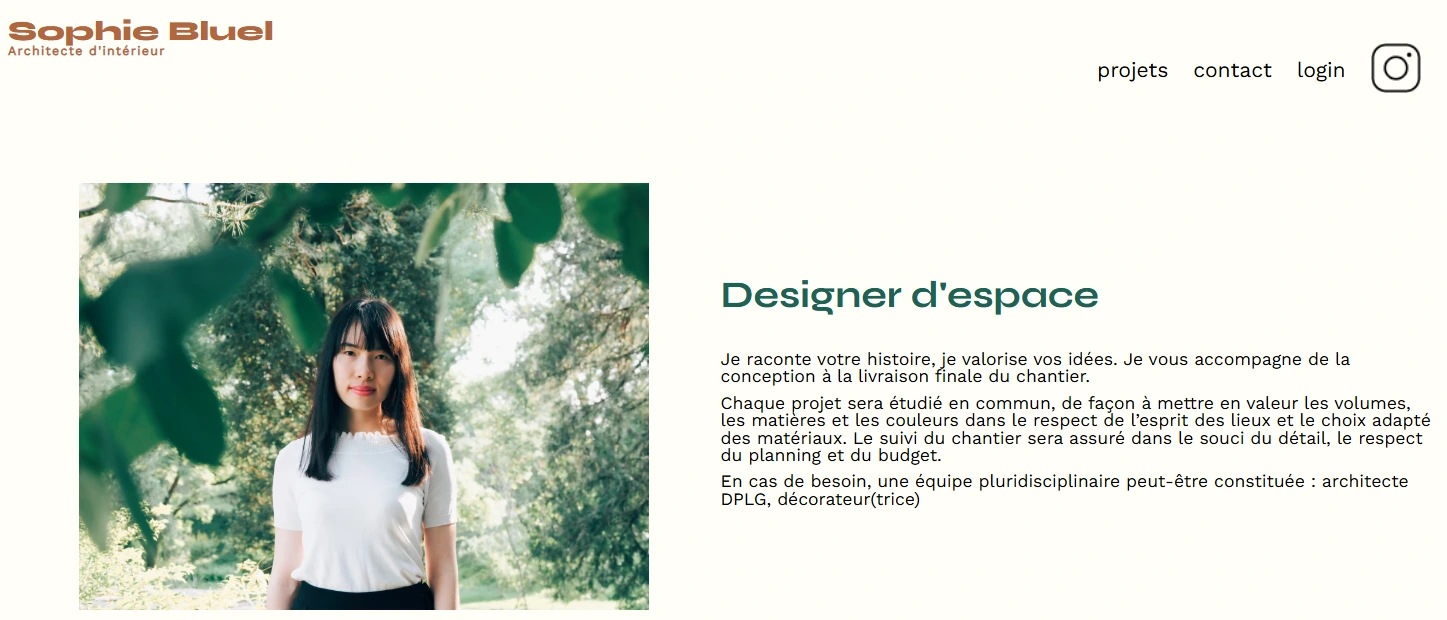 Sophie Bluel
Architecte d'intérieur
projets contact login
Designer d'espace
Je raconte votre histoire, je valorise vos idées. Je vous accompagne de la
conception à la livraison finale du chantier.
Chaque projet sera étudié en commun, de façon à mettre en valeur les volumes,
les matières et les couleurs dans le respect de l’esprit des lieux et le choix adapté
des matériaux. Le suivi du chantier sera assuré dans le souci du détail, le respect
du planning et du budget.
En cas de besoin, une équipe pluridisciplinaire peut-être constituée : architecte
DPLG, décorateur(trice)